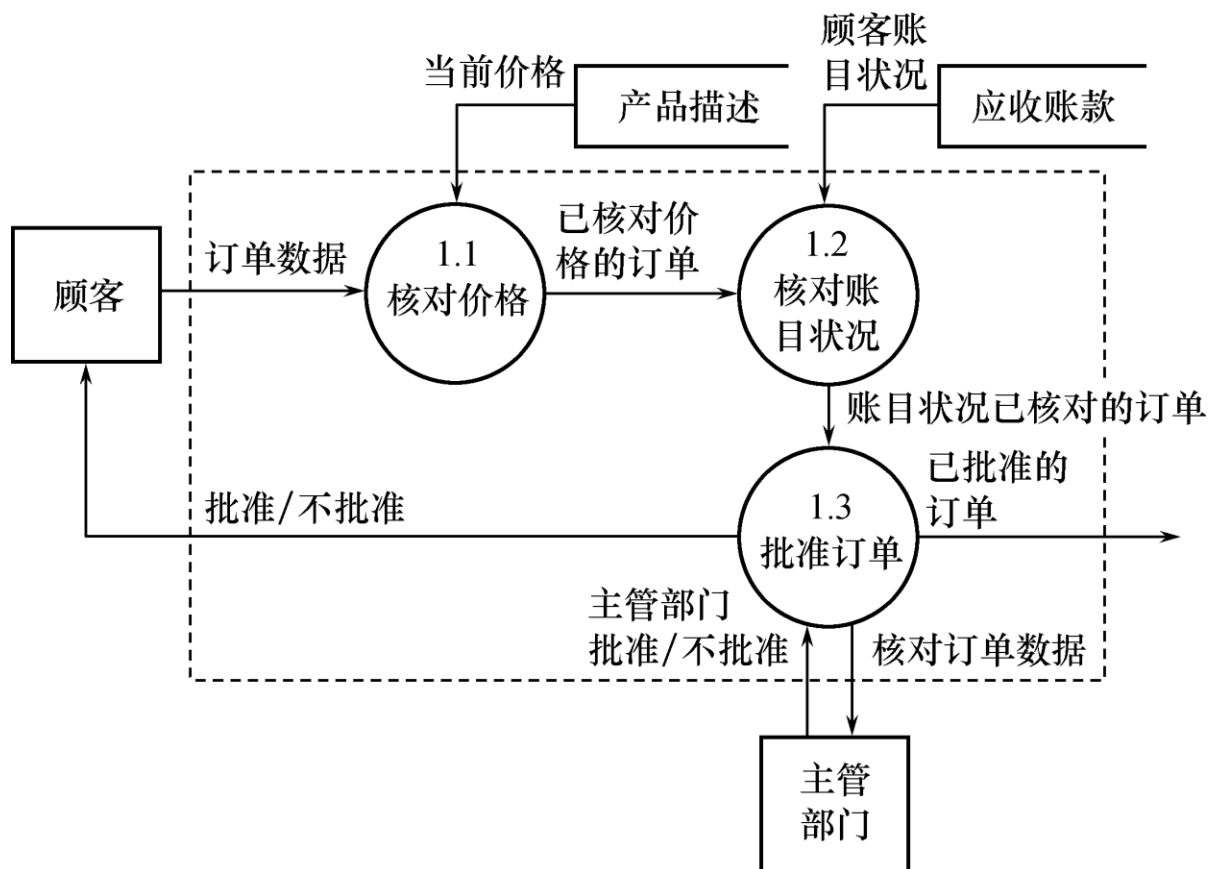 当前价格
产品描述
顾客账
目状况
应收账款
顾客
订单数据
1.1
核对价格
已核对价
格的订单
1.2
核对账
目状况
账目状况已核对的订单
批准/不批准
1.3
批准订单
已批准的
订单
主管部门
批准/不批准
核对订单数据
主管
部门